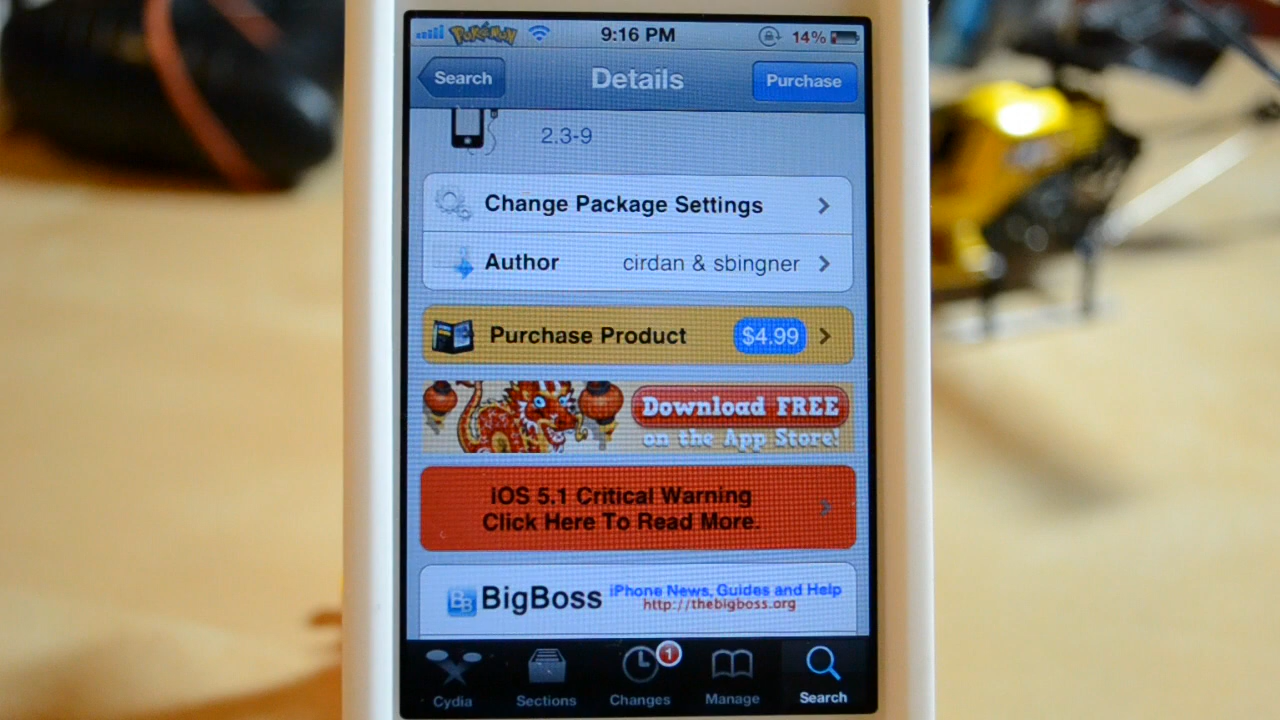 Pokémon 9:16 PM 14%
Search Details Purchase
2.3-9
Change Package Settings
Author cirdan & sbingner
Purchase Product $4.99
Download FREE
on the App Store!
iOS 5.1 Critical Warning
Click Here To Read More.
BB BigBoss iPhone News, Guides and Help
http://thebigboss.org
1
Cydia Sections Changes Manage Search